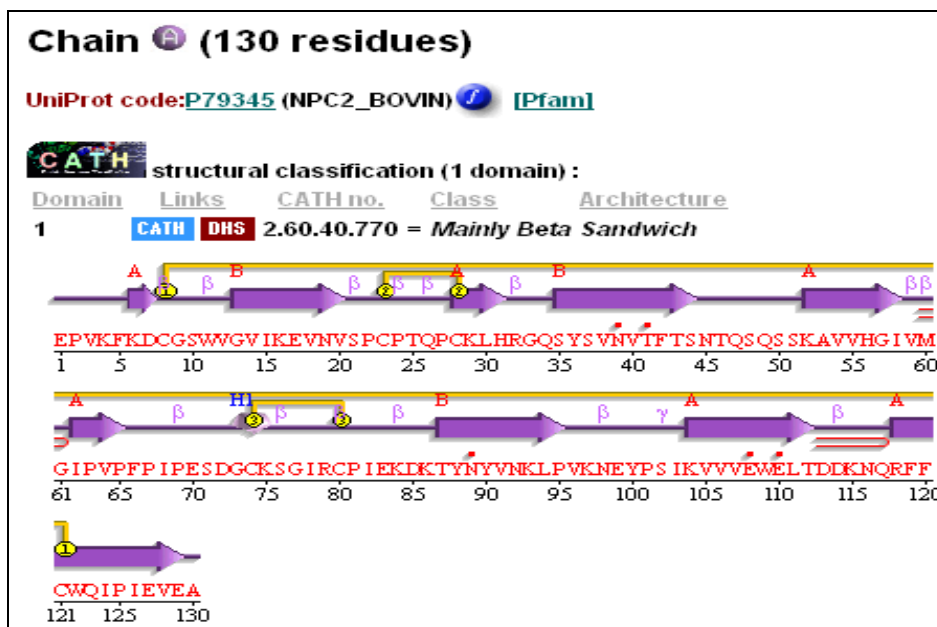 Chain A (130 residues)
UniProt code:P79345 (NPC2_BOVIN) f [Pfam]
CATH structural classification (1 domain) :
Domain Links CATH no. Class Architecture
1 CATH DHS 2.60.40.770 = Mainly Beta Sandwich
A B A B A
β β β β β β β β
1 2 2
EPVKFKDCGSWVGVIKEVNVSPCPTQPCKLHRGQSYSVNVTFTSNTQSQSSKAVVHGIVM
1 5 10 15 20 25 30 35 40 45 50 55 60
A H1 B A A
β β β β β γ β
3 3
GIPVPFPIPESDGCKSGIRCPIEKDKTYNYVNKLPVKNEYPSIKVVVEWELTDDKNQRFF
61 65 70 75 80 85 90 95 100 105 110 115 120
1
CWQIPIEVEA
121 125 130